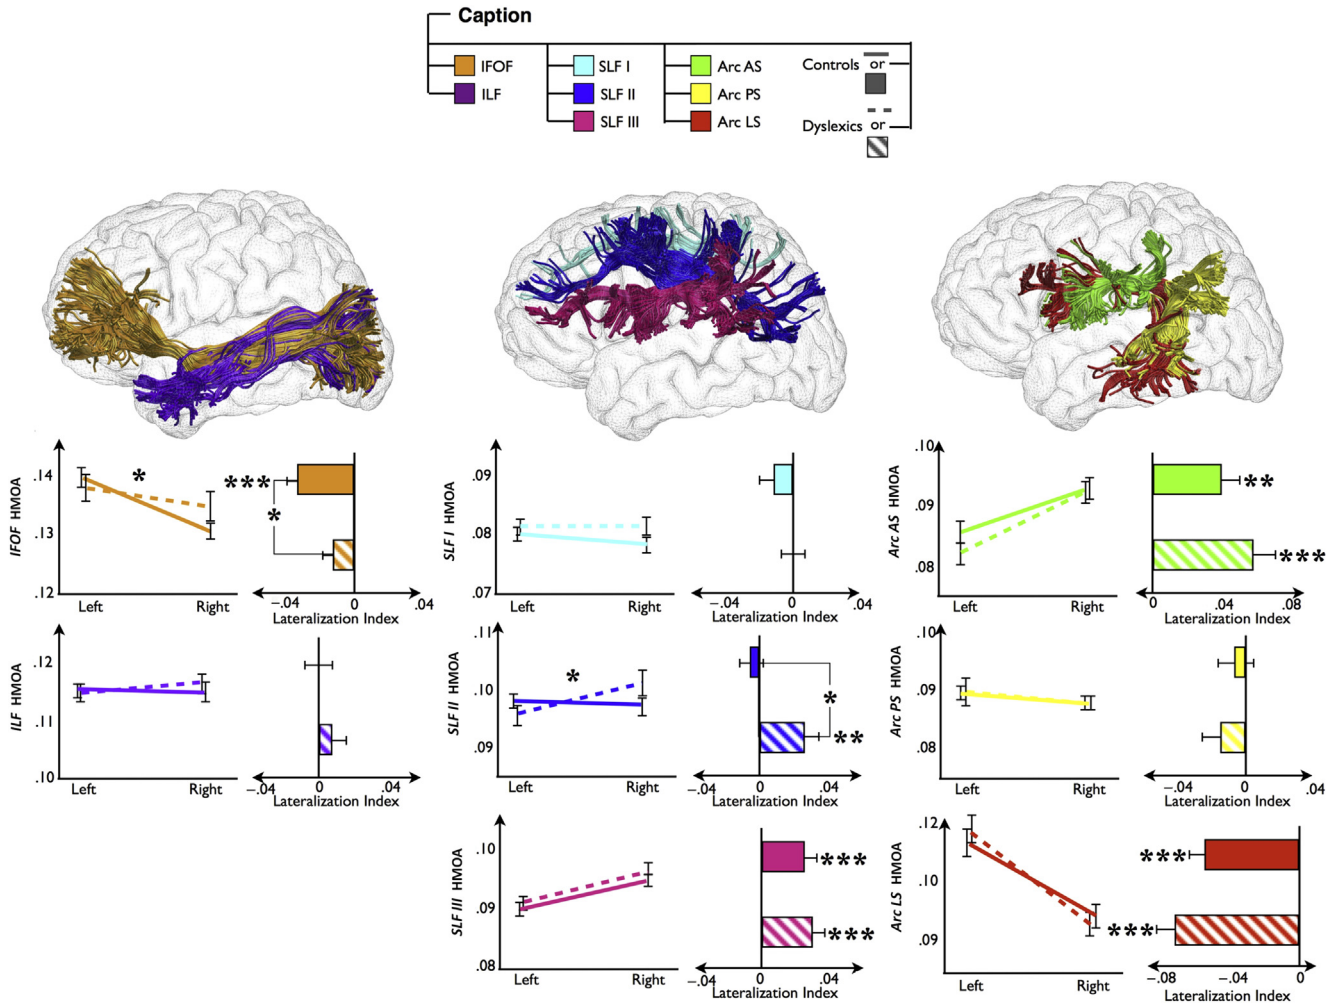 Caption
IFOF
ILF
SLF I
SLF II
SLF III
Arc AS
Arc PS
Arc LS
Controls or
Dyslexics or
IFOF HMOA
.14
.13
.12
*
Left Right
***
*
-.04 0 .04
Lateralization Index
SLF I HMOA
.09
.08
.07
Left Right
-.04 0 .04
Lateralization Index
Arc AS HMOA
.10
.09
.08
Left Right
**
***
0 .04 .08
Lateralization Index
ILF HMOA
.12
.11
.10
Left Right
-.04 0 .04
Lateralization Index
SLF II HMOA
.11
.10
.09
*
Left Right
*
**
-.04 0 .04
Lateralization Index
Arc PS HMOA
.10
.09
.08
Left Right
-.04 0 .04
Lateralization Index
SLF III HMOA
.10
.09
.08
Left Right
***
***
-.04 0 .04
Lateralization Index
Arc LS HMOA
.12
.10
.09
Left Right
***
***
-.08 -.04 0
Lateralization Index